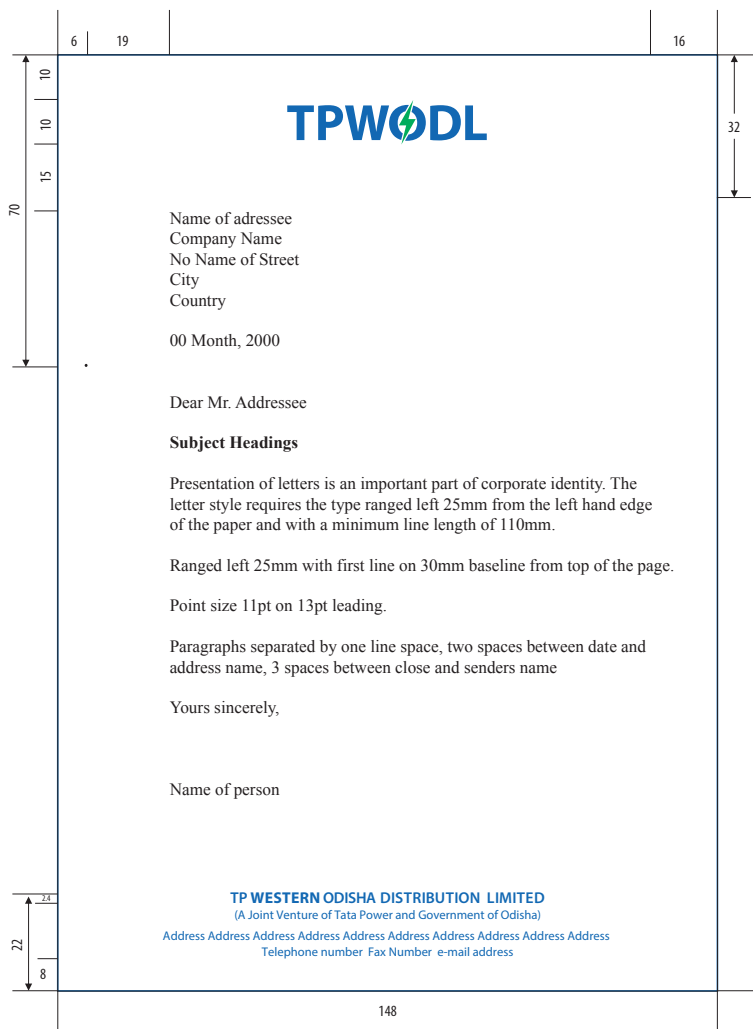 6 19 16
10
10
15
70
32
TPWODL
Name of adressee
Company Name
No Name of Street
City
Country
00 Month, 2000
Dear Mr. Addressee
Subject Headings
Presentation of letters is an important part of corporate identity. The
letter style requires the type ranged left 25mm from the left hand edge
of the paper and with a minimum line length of 110mm.
Ranged left 25mm with first line on 30mm baseline from top of the page.
Point size 11pt on 13pt leading.
Paragraphs separated by one line space, two spaces between date and
address name, 3 spaces between close and senders name
Yours sincerely,
Name of person
2.4
22
8
TP WESTERN ODISHA DISTRIBUTION LIMITED
(A Joint Venture of Tata Power and Government of Odisha)
Address Address Address Address Address Address Address Address Address Address
Telephone number Fax Number e-mail address
148